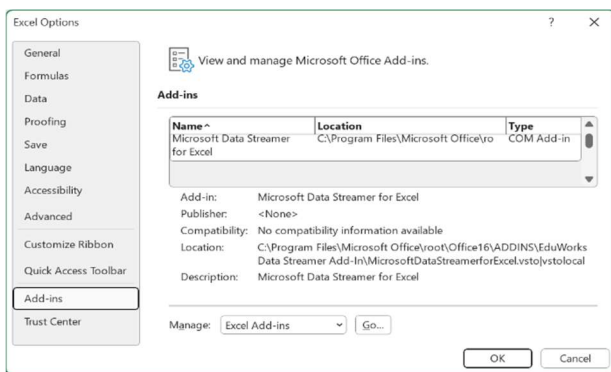 Excel Options ? ✕
General
Formulas
Data
Proofing
Save
Language
Accessibility
Advanced
Customize Ribbon
Quick Access Toolbar
Add-ins
Trust Center
View and manage Microsoft Office Add-ins.
Add-ins
Name^ Location Type
Microsoft Data Streamer C:\Program Files\Microsoft Office\ro COM Add-in
for Excel
Add-in: Microsoft Data Streamer for Excel
Publisher: <None>
Compatibility: No compatibility information available
Location: C:\Program Files\Microsoft Office\root\Office16\ADDINS\EduWorks
Data Streamer Add-In\MicrosoftDataStreamerforExcel.vsto|vstolocal
Description: Microsoft Data Streamer for Excel
Manage: Excel Add-ins Go...
OK Cancel